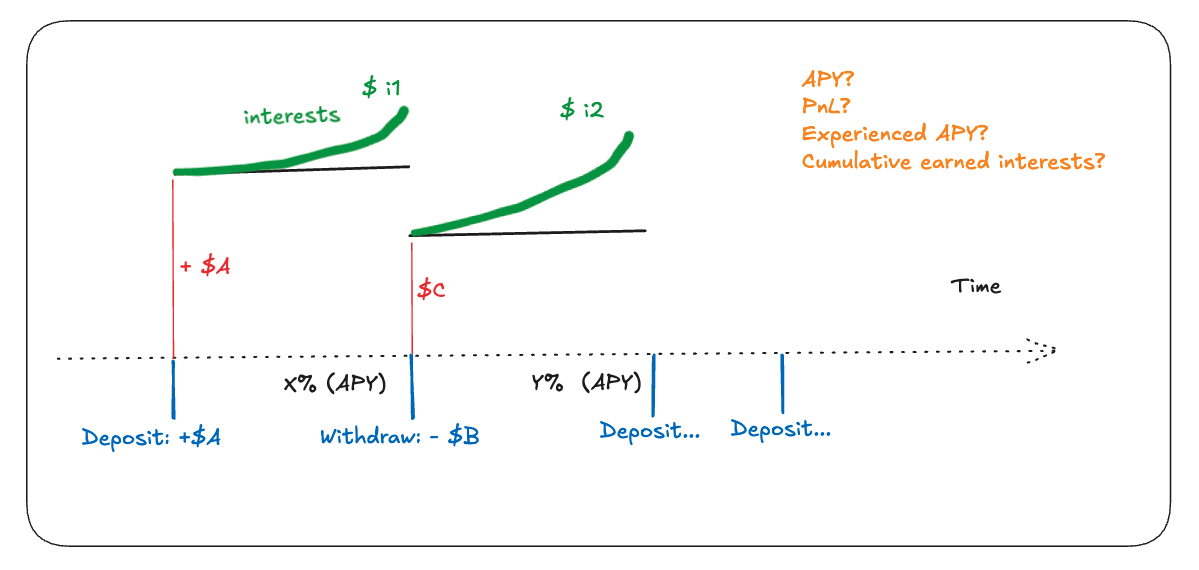 APY?
PnL?
Experienced APY?
Cumulative earned interests?
$ i1
interests
$ i2
+ $A
$C
Time
X% (APY)
Y% (APY)
Deposit: +$A
Withdraw: - $B
Deposit...
Deposit...